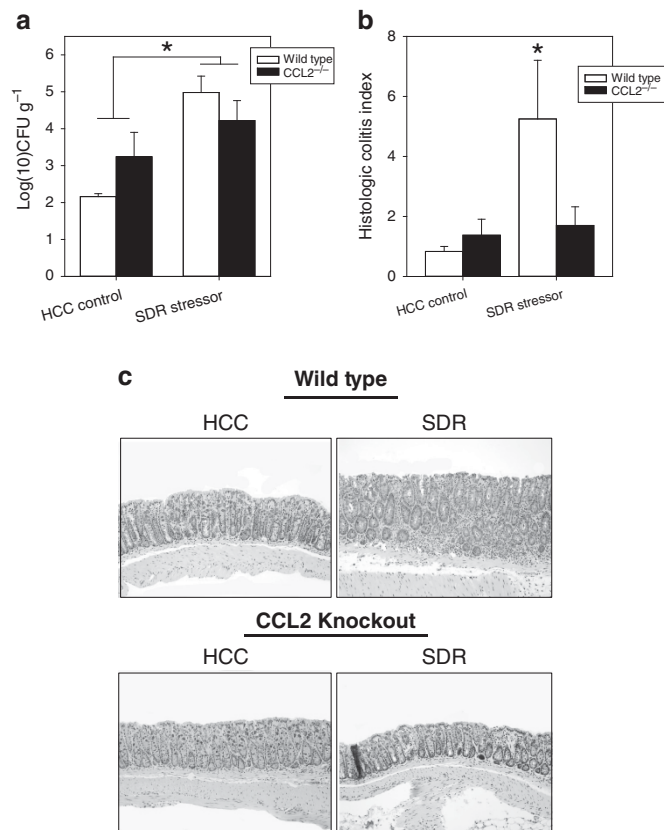 a
6
5
4
3
2
1
0
Log(10)CFU g⁻¹
*
Wild type
CCL2⁻/⁻
HCC control
SDR stressor
b
8
6
4
2
0
Histologic colitis index
*
Wild type
CCL2⁻/⁻
HCC control
SDR stressor
c
Wild type
HCC
SDR
CCL2 Knockout
HCC
SDR